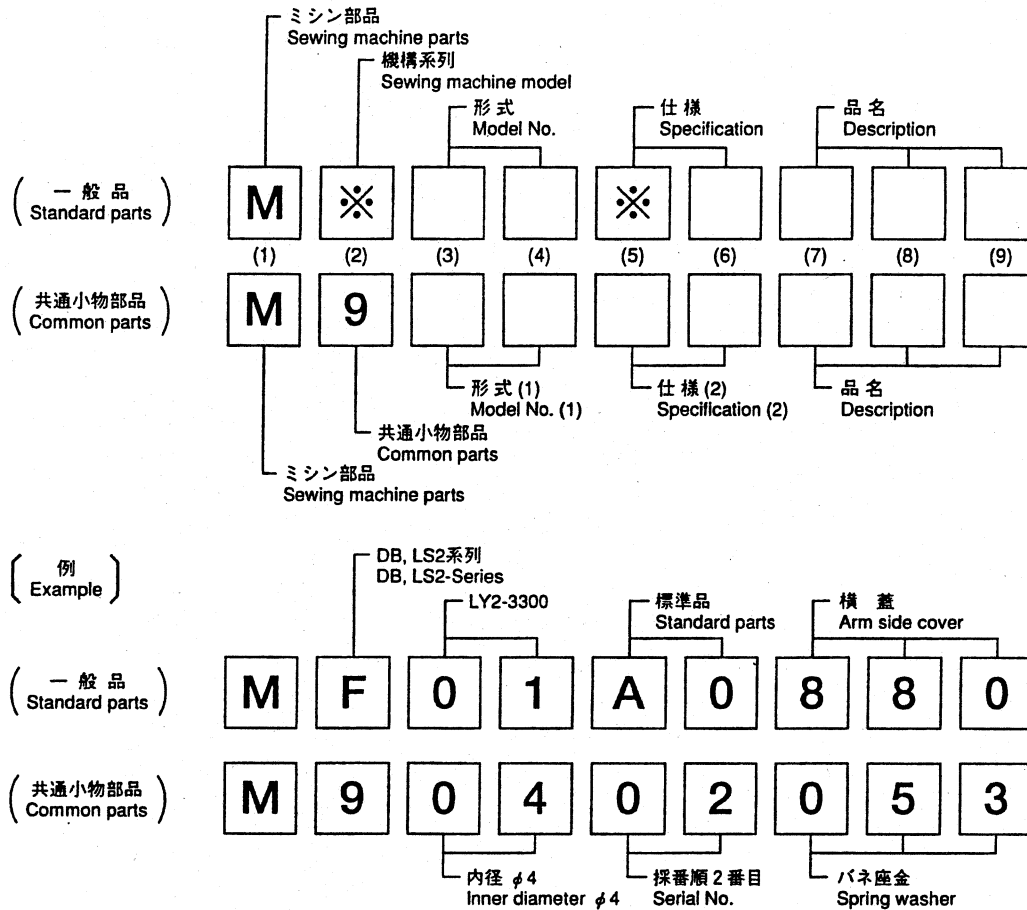 ミシン部品
Sewing machine parts
機構系列
Sewing machine model
形式
Model No.
仕様
Specification
品名
Description
(一般品
Standard parts)
M ※ ※
(1) (2) (3) (4) (5) (6) (7) (8) (9)
(共通小物部品
Common parts)
M 9
形式 (1)
Model No. (1)
仕様 (2)
Specification (2)
品名
Description
共通小物部品
Common parts
ミシン部品
Sewing machine parts
〔例
Example〕
DB, LS2系列
DB, LS2-Series
LY2-3300
標準品
Standard parts
横蓋
Arm side cover
(一般品
Standard parts)
M F 0 1 A 0 8 8 0
(共通小物部品
Common parts)
M 9 0 4 0 2 0 5 3
内径 φ4
Inner diameter φ4
採番順2番目
Serial No.
バネ座金
Spring washer